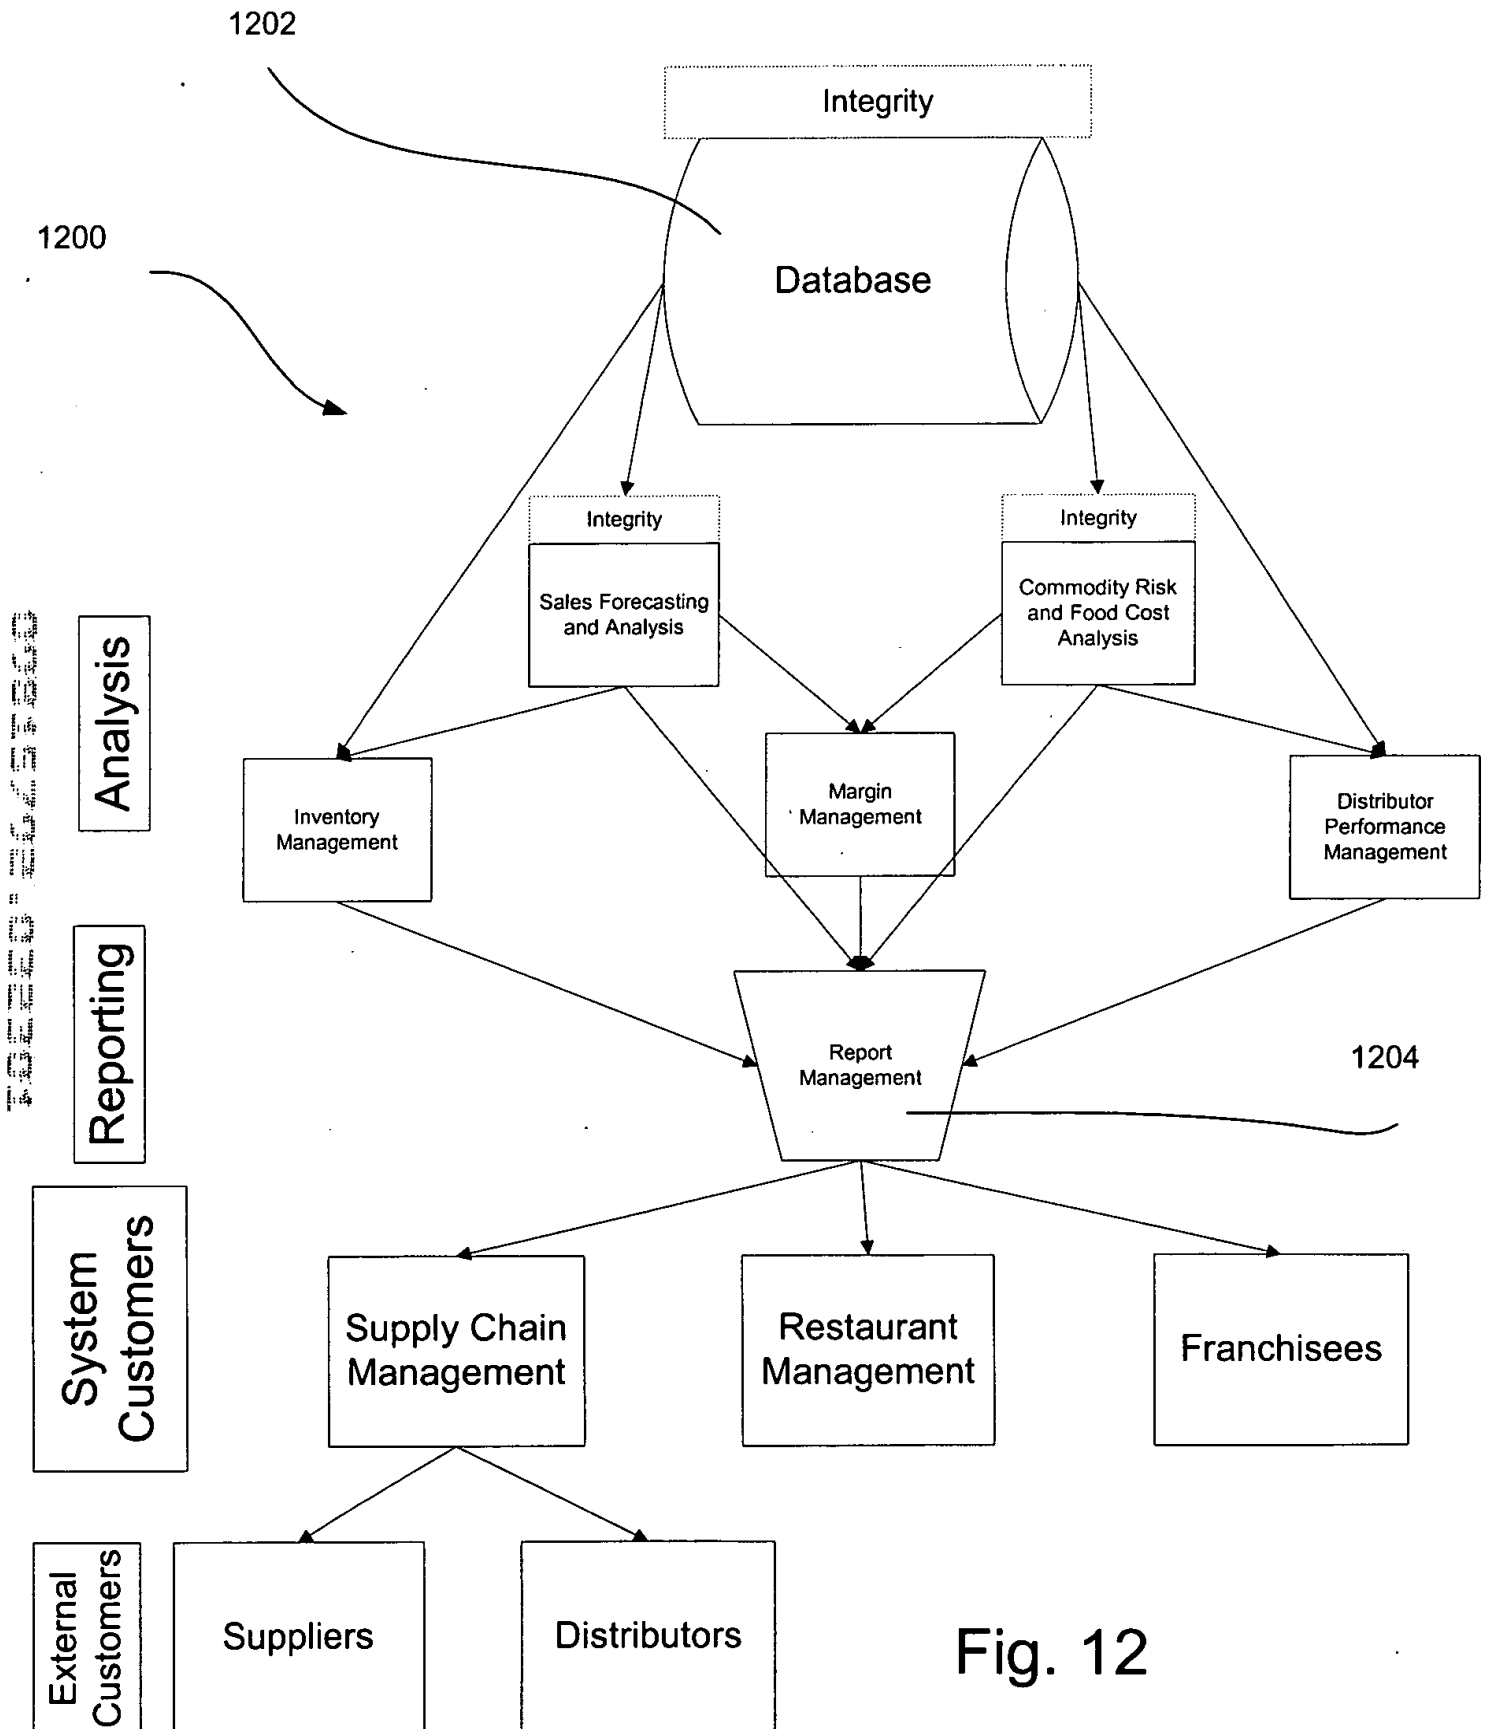 1202
Integrity
1200
Database
Integrity
Integrity
Sales Forecasting
and Analysis
Commodity Risk
and Food Cost
Analysis
Analysis
Inventory
Management
Margin
Management
Distributor
Performance
Management
Reporting
Report
Management
1204
System
Customers
Supply Chain
Management
Restaurant
Management
Franchisees
External
Customers
Suppliers
Distributors
Fig. 12